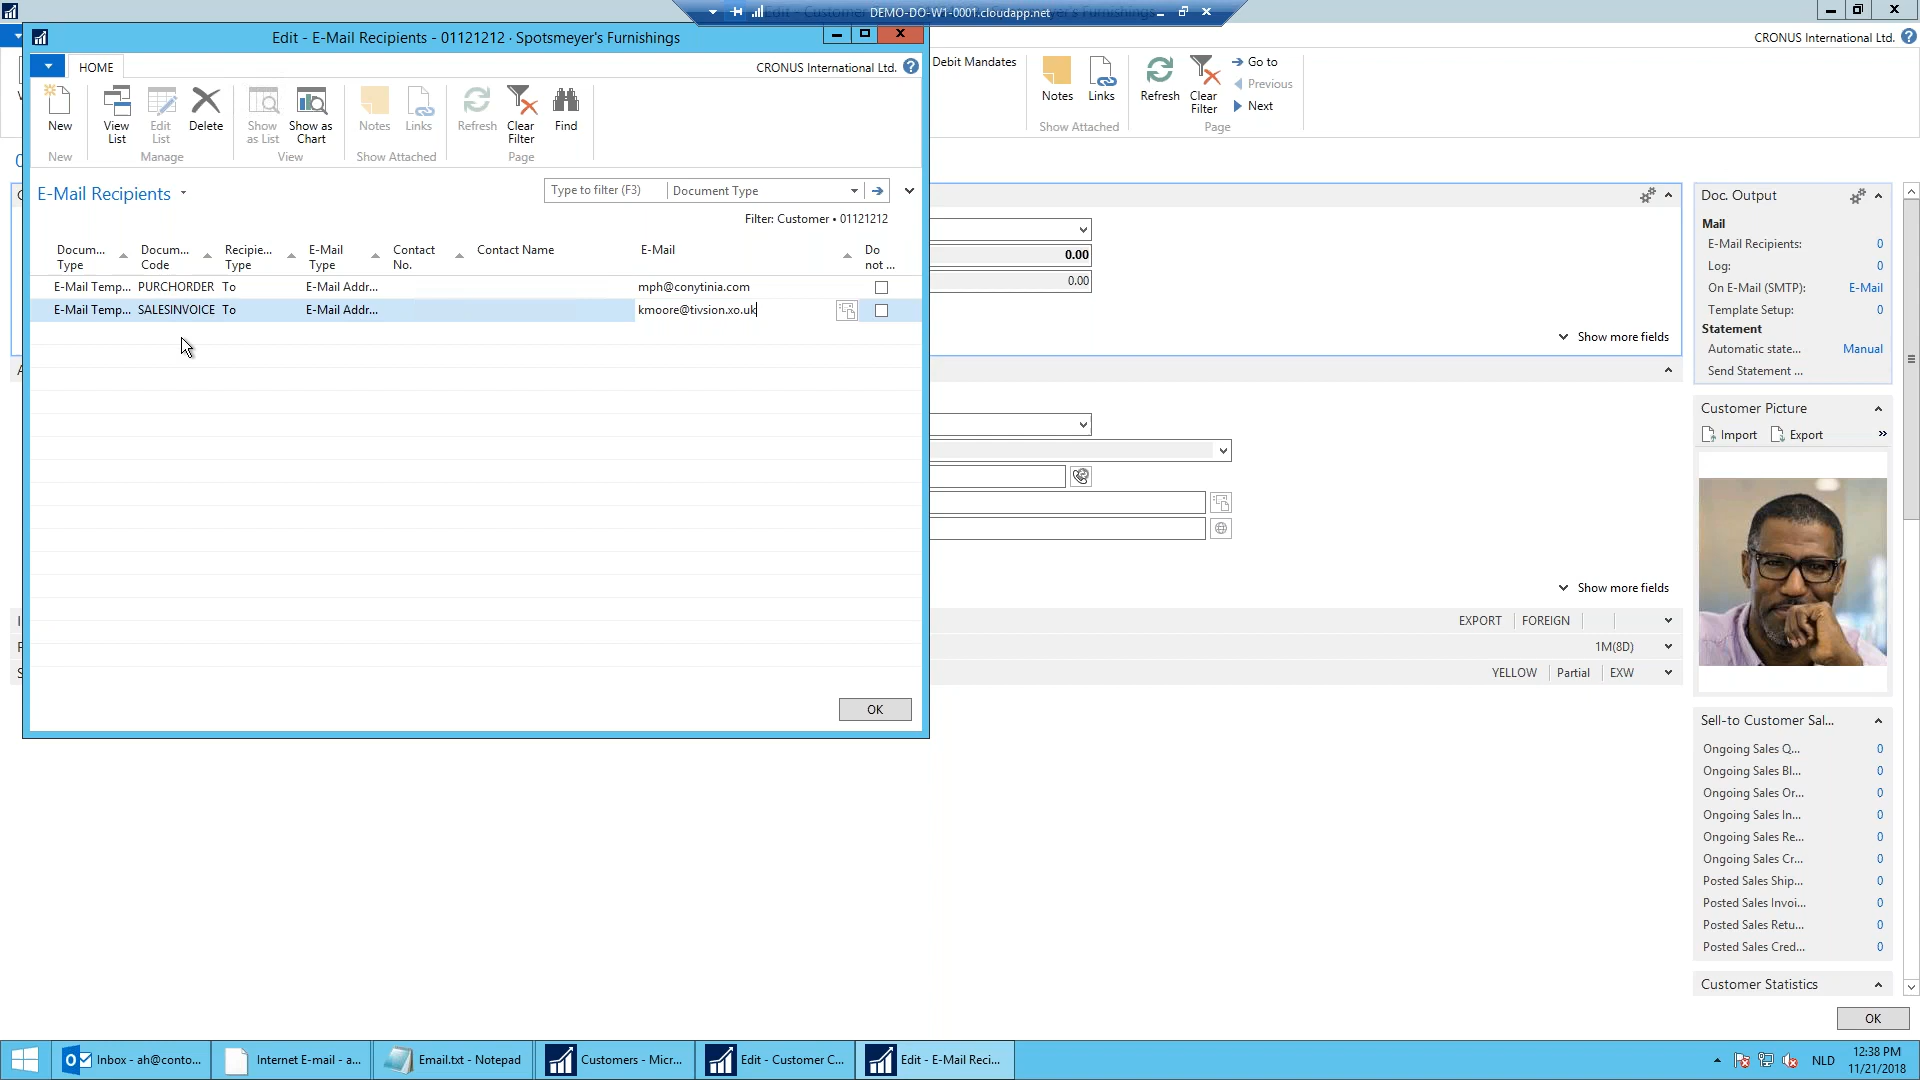 DEMO-DO-W1-0001.cloudapp.net
Edit - E-Mail Recipients - 01121212 · Spotsmeyer's Furnishings
CRONUS International Ltd.
HOME
CRONUS International Ltd.
New
View List
Edit List
Delete
Show as List
Show as Chart
Notes
Links
Refresh
Clear Filter
Find
New
Manage
View
Show Attached
Page
Debit Mandates
Notes
Links
Refresh
Clear Filter
Go to
Previous
Next
Show Attached
Page
E-Mail Recipients
Type to filter (F3)
Document Type
Filter: Customer • 01121212
Docum... Type
Docum... Code
Recipie... Type
E-Mail Type
Contact No.
Contact Name
E-Mail
Do not ...
E-Mail Temp... PURCHORDER To E-Mail Addr... mph@conytinia.com
E-Mail Temp... SALESINVOICE To E-Mail Addr... kmoore@tivsion.xo.uk
OK
0.00
0.00
Show more fields
Show more fields
EXPORT FOREIGN
1M(8D)
YELLOW Partial EXW
Doc. Output
Mail
E-Mail Recipients: 0
Log: 0
On E-Mail (SMTP): E-Mail
Template Setup: 0
Statement
Automatic state... Manual
Send Statement ...
Customer Picture
Import Export
Sell-to Customer Sal...
Ongoing Sales Q... 0
Ongoing Sales Bl... 0
Ongoing Sales Or... 0
Ongoing Sales In... 0
Ongoing Sales Re... 0
Ongoing Sales Cr... 0
Posted Sales Ship... 0
Posted Sales Invoi... 0
Posted Sales Retu... 0
Posted Sales Cred... 0
Customer Statistics
OK
Inbox - ah@conto...
Internet E-mail - a...
Email.txt - Notepad
Customers - Micr...
Edit - Customer C...
Edit - E-Mail Reci...
NLD
12:38 PM
11/21/2018